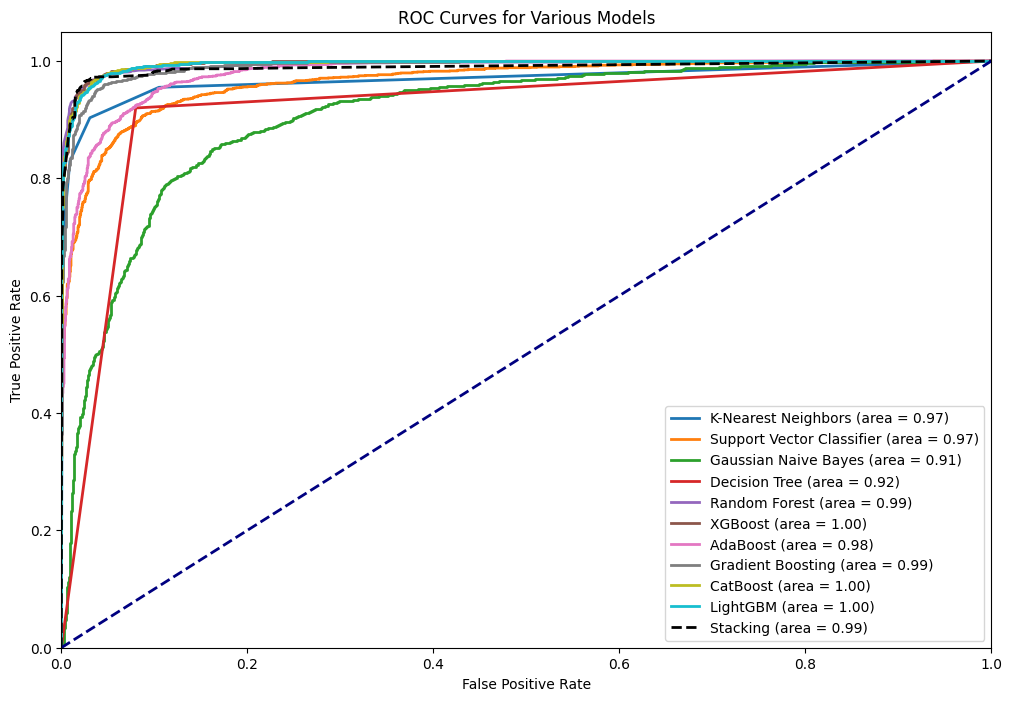 ROC Curves for Various Models
True Positive Rate
1.0
0.8
0.6
0.4
0.2
0.0
0.0 0.2 0.4 0.6 0.8 1.0
False Positive Rate
K-Nearest Neighbors (area = 0.97)
Support Vector Classifier (area = 0.97)
Gaussian Naive Bayes (area = 0.91)
Decision Tree (area = 0.92)
Random Forest (area = 0.99)
XGBoost (area = 1.00)
AdaBoost (area = 0.98)
Gradient Boosting (area = 0.99)
CatBoost (area = 1.00)
LightGBM (area = 1.00)
Stacking (area = 0.99)